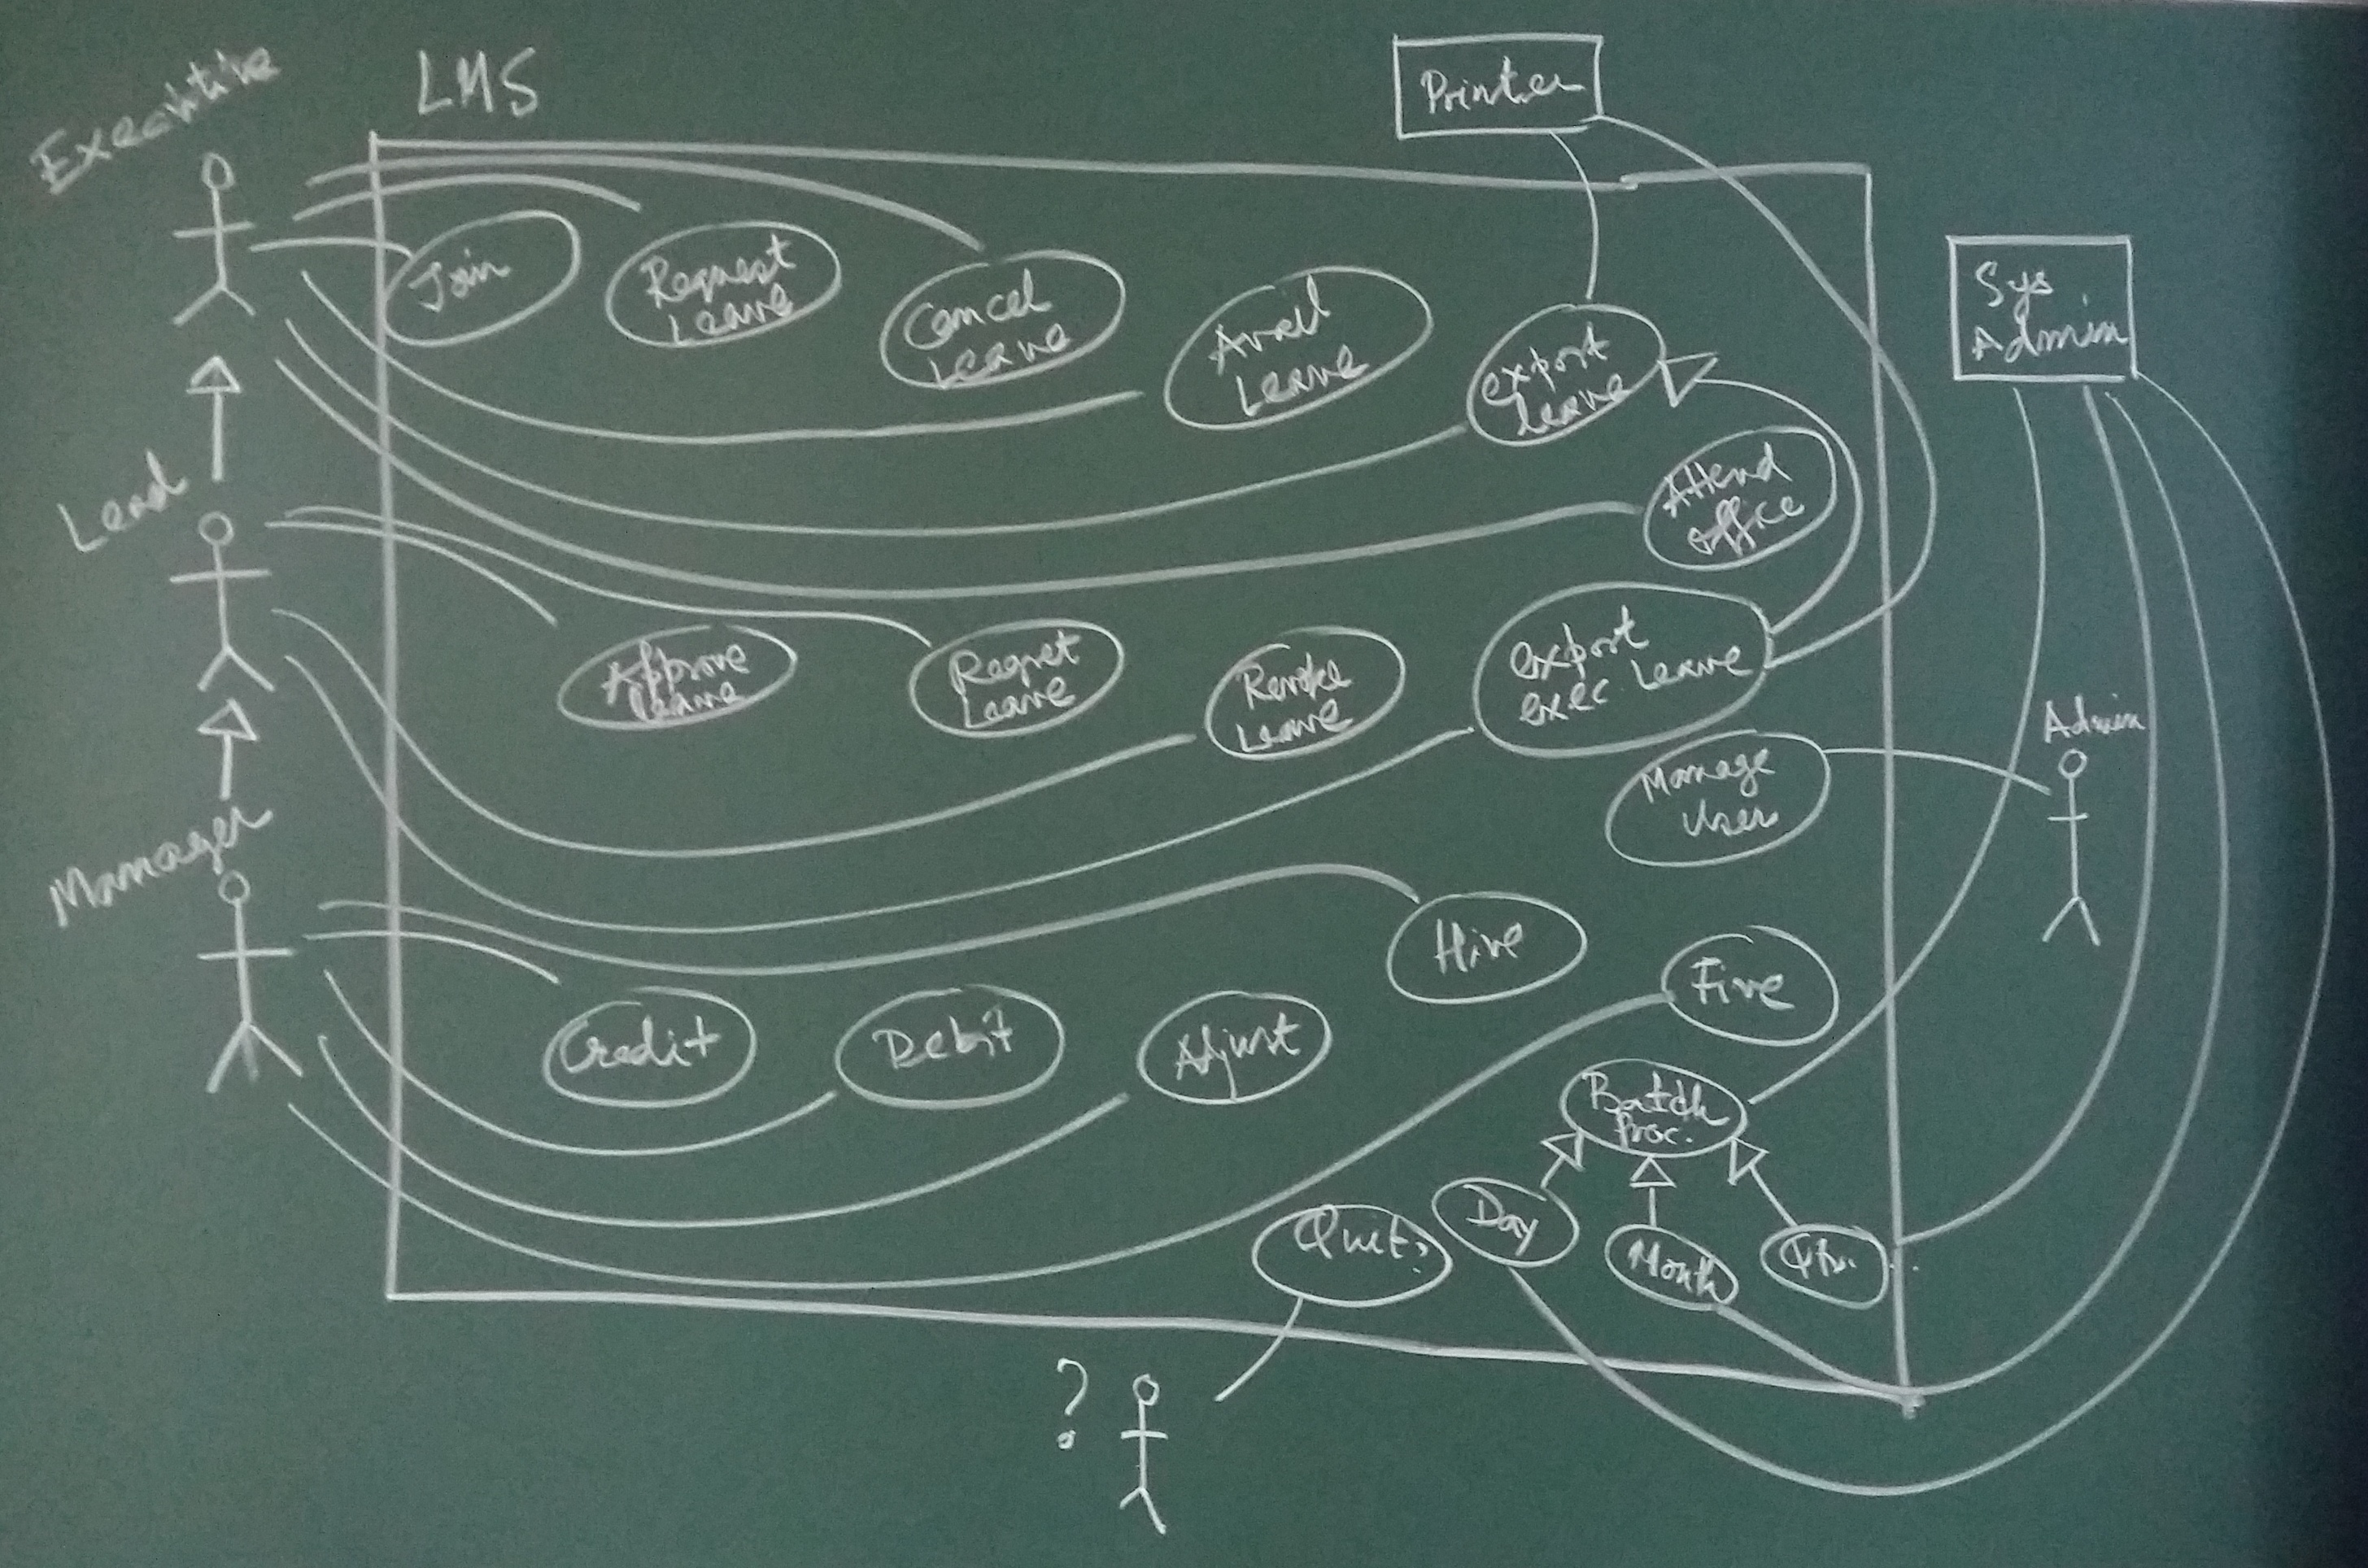 Executive
LMS
Printer
Sys
Admin
Join
Request
Leave
Cancel
Leave
Avail
Leave
export
leave
Attend
office
Lead
Approve
Leave
Regret
Leave
Revoke
Leave
export
exec. Leave
Admin
Manage
User
Manager
Hire
Fire
Credit
Debit
Adjust
Batch
Proc.
Quit?
Day
Month
Qtr.
?